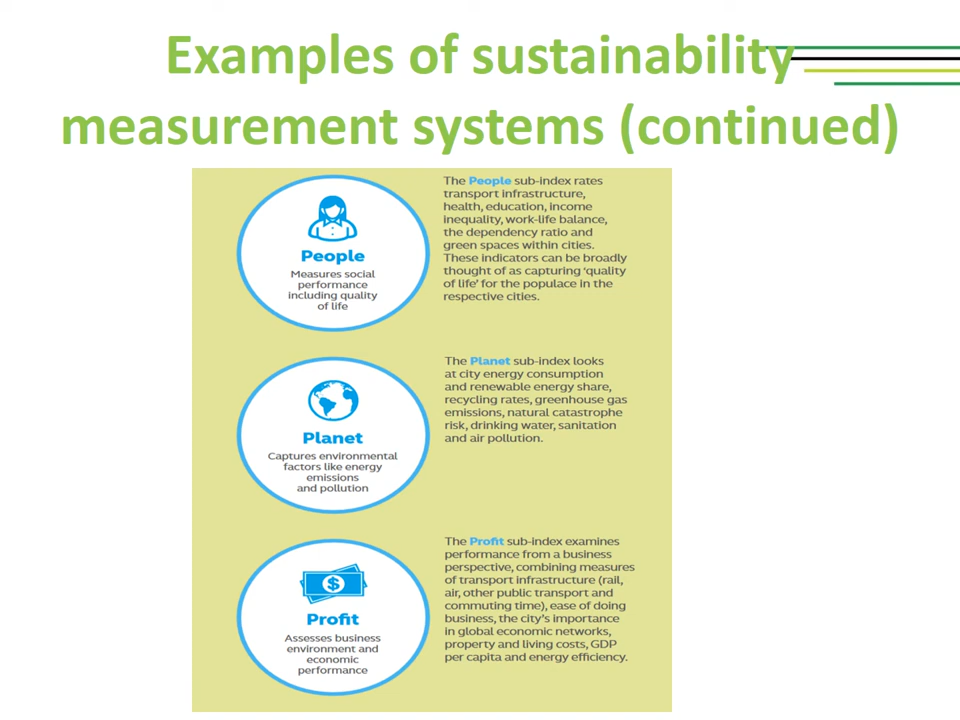 Examples of sustainability
measurement systems (continued)
People
Measures social
performance
including quality
of life
The People sub-index rates
transport infrastructure,
health, education, income
inequality, work-life balance,
the dependency ratio and
green spaces within cities.
These indicators can be broadly
thought of as capturing ‘quality
of life’ for the populace in the
respective cities.
Planet
Captures environmental
factors like energy
emissions
and pollution
The Planet sub-index looks
at city energy consumption
and renewable energy share,
recycling rates, greenhouse gas
emissions, natural catastrophe
risk, drinking water, sanitation
and air pollution.
$
Profit
Assesses business
environment and
economic
performance
The Profit sub-index examines
performance from a business
perspective, combining measures
of transport infrastructure (rail,
air, other public transport and
commuting time), ease of doing
business, the city’s importance
in global economic networks,
property and living costs, GDP
per capita and energy efficiency.